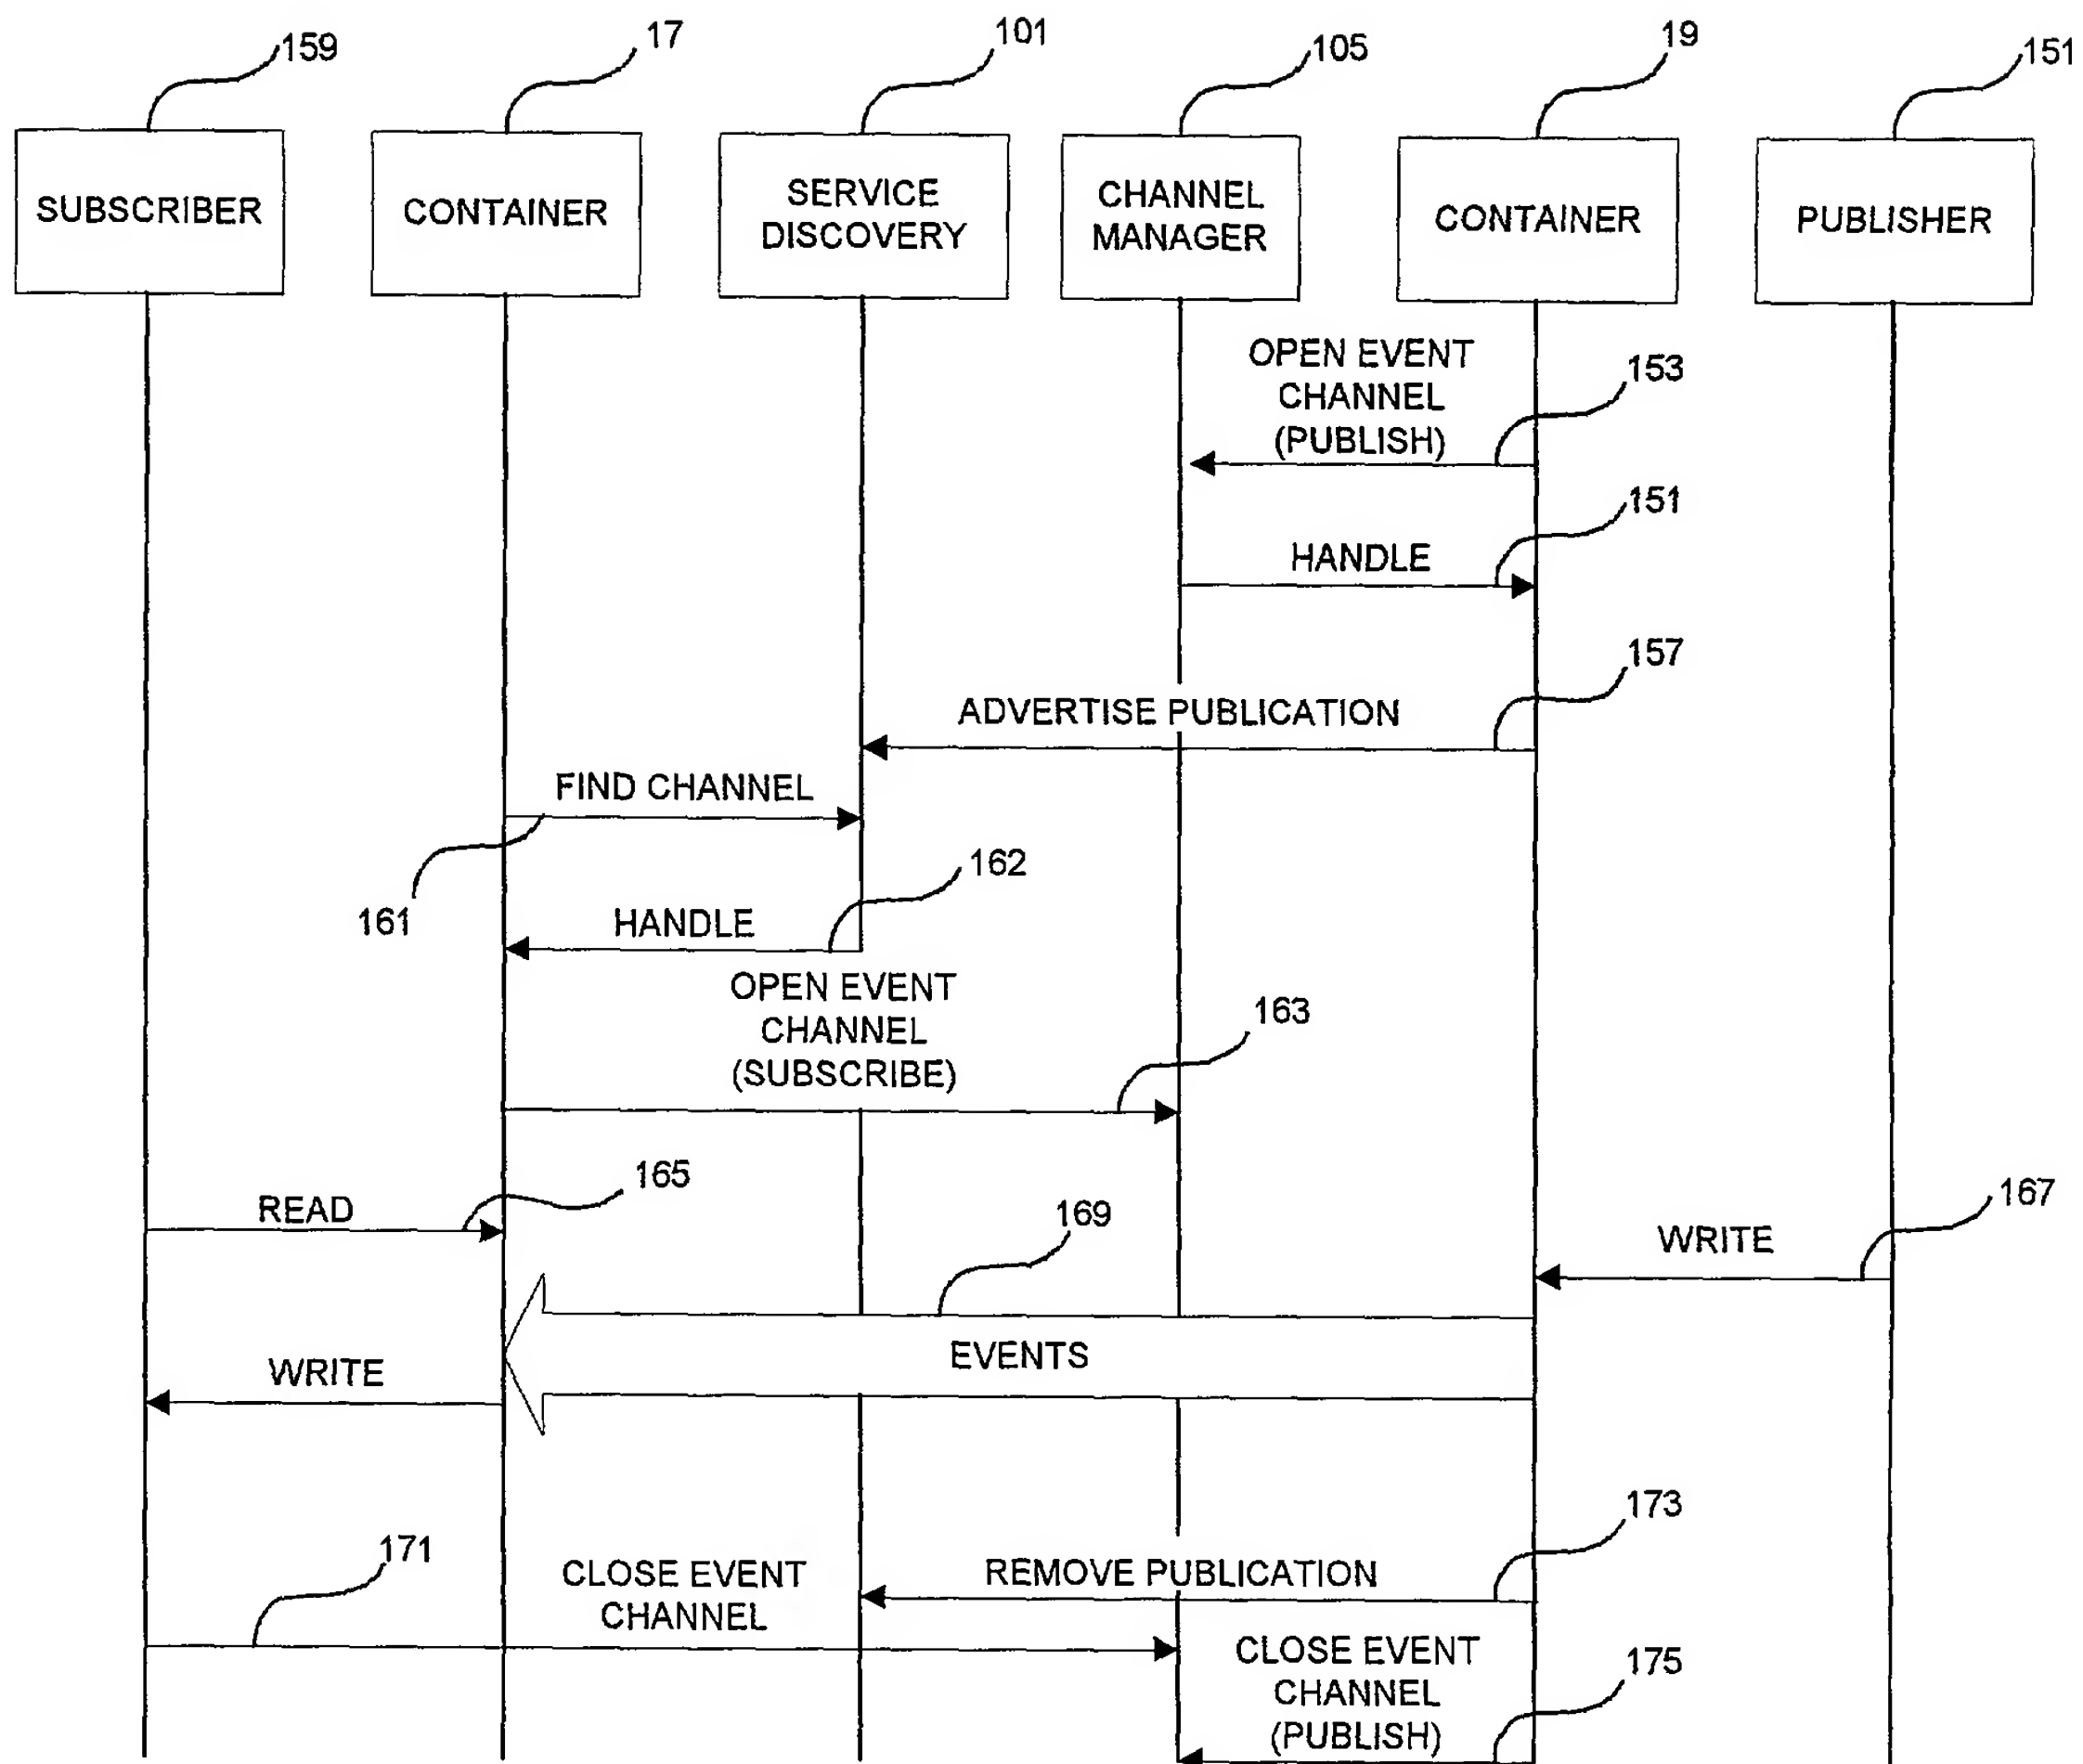 159
17
101
105
19
151
SUBSCRIBER
CONTAINER
SERVICE
DISCOVERY
CHANNEL
MANAGER
CONTAINER
PUBLISHER
OPEN EVENT
CHANNEL
(PUBLISH)
153
151
HANDLE
157
ADVERTISE PUBLICATION
FIND CHANNEL
161
162
HANDLE
OPEN EVENT
CHANNEL
(SUBSCRIBE)
163
165
READ
169
167
WRITE
EVENTS
WRITE
173
171
CLOSE EVENT
CHANNEL
REMOVE PUBLICATION
CLOSE EVENT
CHANNEL
(PUBLISH)
175